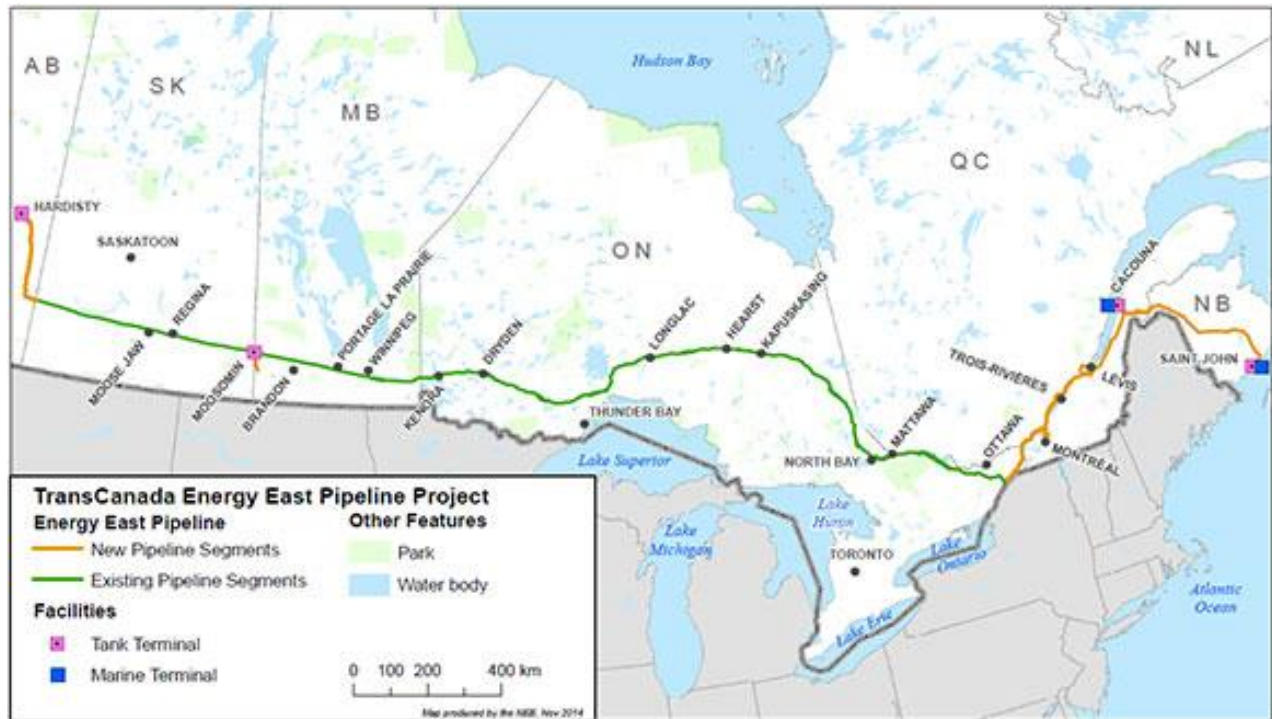 AB
SK
MB
Hudson Bay
NL
QC
ON
NB
HARDISTY
SASKATOON
MOOSE JAW
REGINA
MOOSOMIN
BRANDON
PORTAGE LA PRAIRIE
WINNIPEG
KENORA
DRYDEN
THUNDER BAY
LONGLAC
HEARST
KAPUSKASING
NORTH BAY
MATTAWA
OTTAWA
MONTRÉAL
TROIS-RIVIÈRES
LÉVIS
CACOUNA
SAINT JOHN
TORONTO
Lake Superior
Lake
Michigan
Lake
Huron
Lake
Ontario
Lake Erie
Atlantic
Ocean
TransCanada Energy East Pipeline Project
Energy East Pipeline
New Pipeline Segments
Existing Pipeline Segments
Facilities
Tank Terminal
Marine Terminal
Other Features
Park
Water body
0 100 200 400 km
Map produced by the NEB, Nov 2014